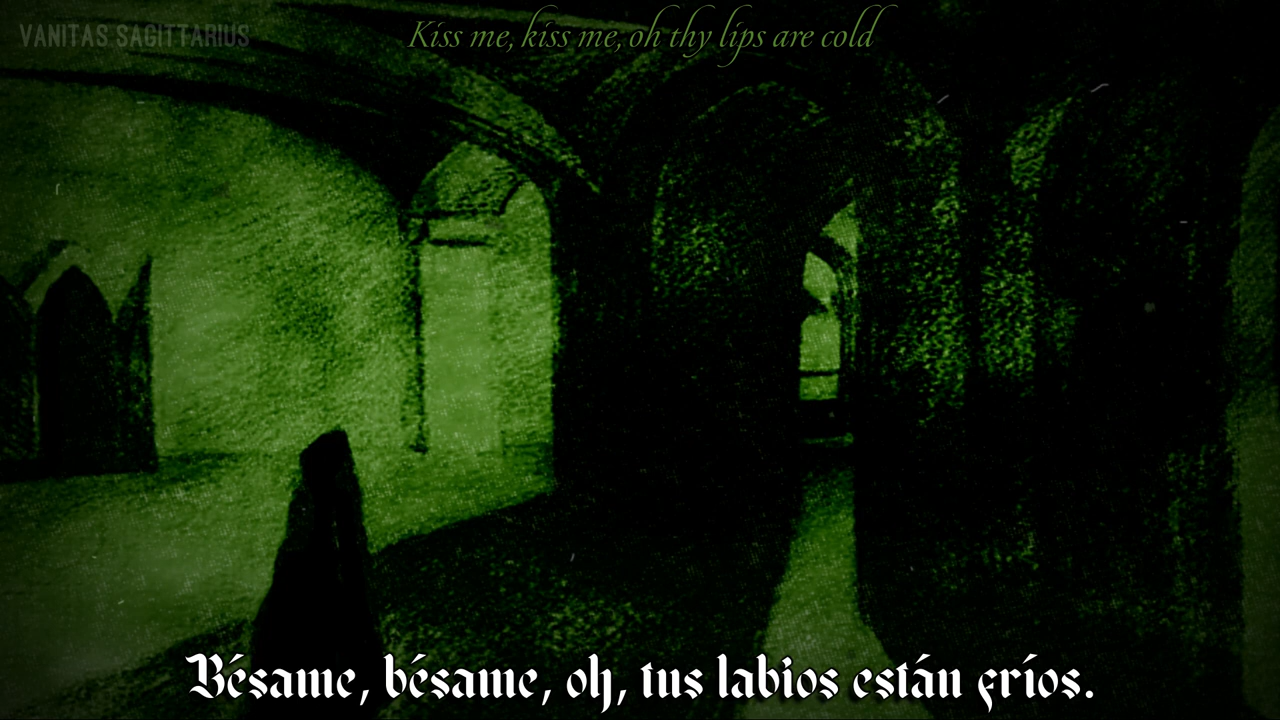 VANITAS SAGITTARIUS
Kiss me, kiss me, oh thy lips are cold
Bésame, bésame, oh, tus labios están fríos.